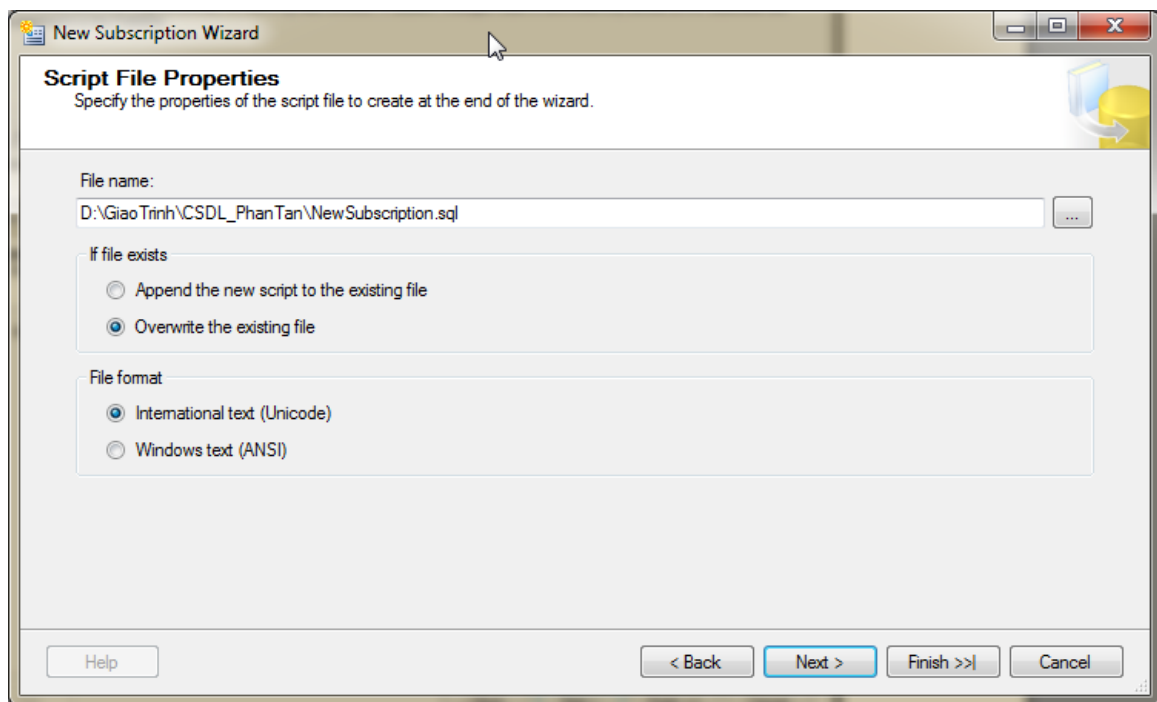 New Subscription Wizard
Script File Properties
Specify the properties of the script file to create at the end of the wizard.
File name:
D:\GiaoTrinh\CSDL_PhanTan\NewSubscription.sql
...
If file exists
Append the new script to the existing file
Overwrite the existing file
File format
International text (Unicode)
Windows text (ANSI)
Help
< Back
Next >
Finish >>|
Cancel